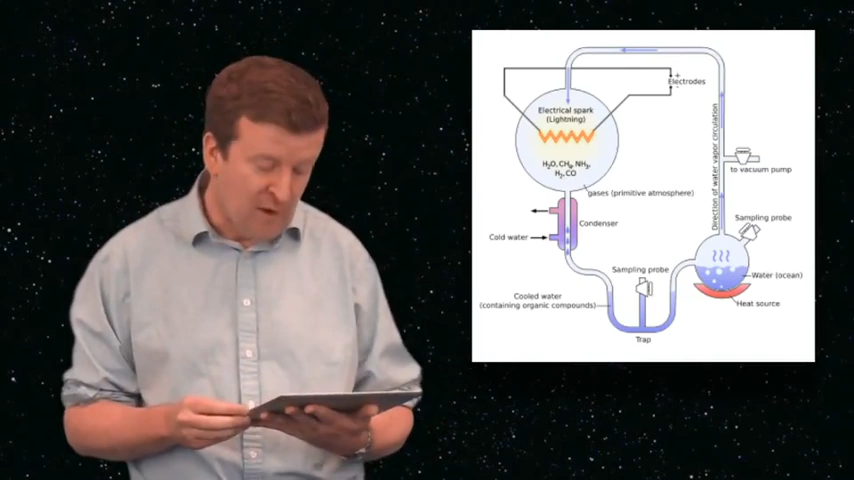 +
Electrodes
-
Electrical spark
(Lightning)
H₂O, CH₄, NH₃,
H₂, CO
gases (primitive atmosphere)
Direction of water vapor circulation
to vacuum pump
Condenser
Cold water
Sampling probe
Sampling probe
Water (ocean)
Heat source
Cooled water
(containing organic compounds)
Trap